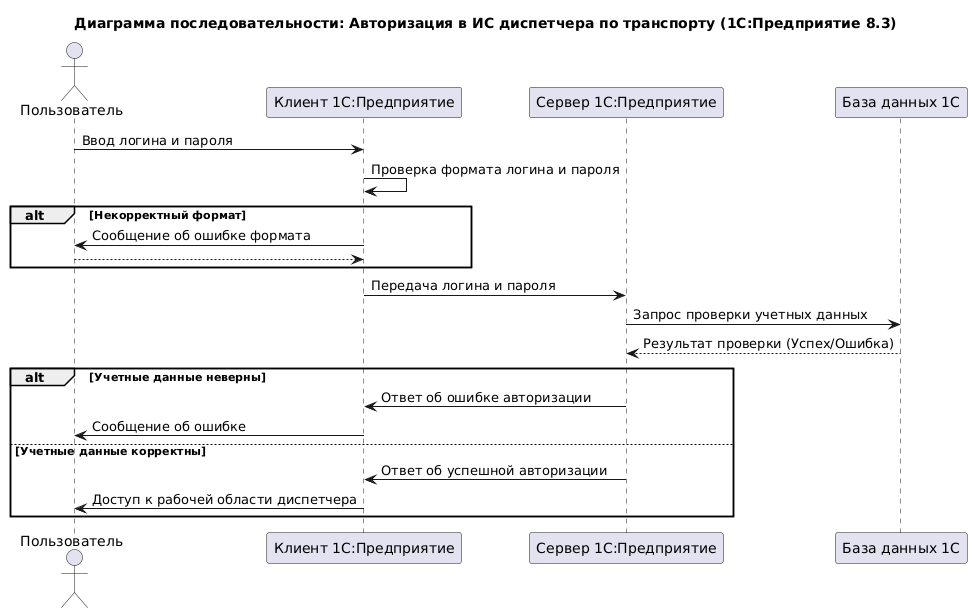 Диаграмма последовательности: Авторизация в ИС диспетчера по транспорту (1С:Предприятие 8.3)
Пользователь
Клиент 1С:Предприятие
Сервер 1С:Предприятие
База данных 1С
Ввод логина и пароля
Проверка формата логина и пароля
alt
[Некорректный формат]
Сообщение об ошибке формата
Передача логина и пароля
Запрос проверки учетных данных
Результат проверки (Успех/Ошибка)
alt
[Учетные данные неверны]
Ответ об ошибке авторизации
Сообщение об ошибке
[Учетные данные корректны]
Ответ об успешной авторизации
Доступ к рабочей области диспетчера
Пользователь
Клиент 1С:Предприятие
Сервер 1С:Предприятие
База данных 1С